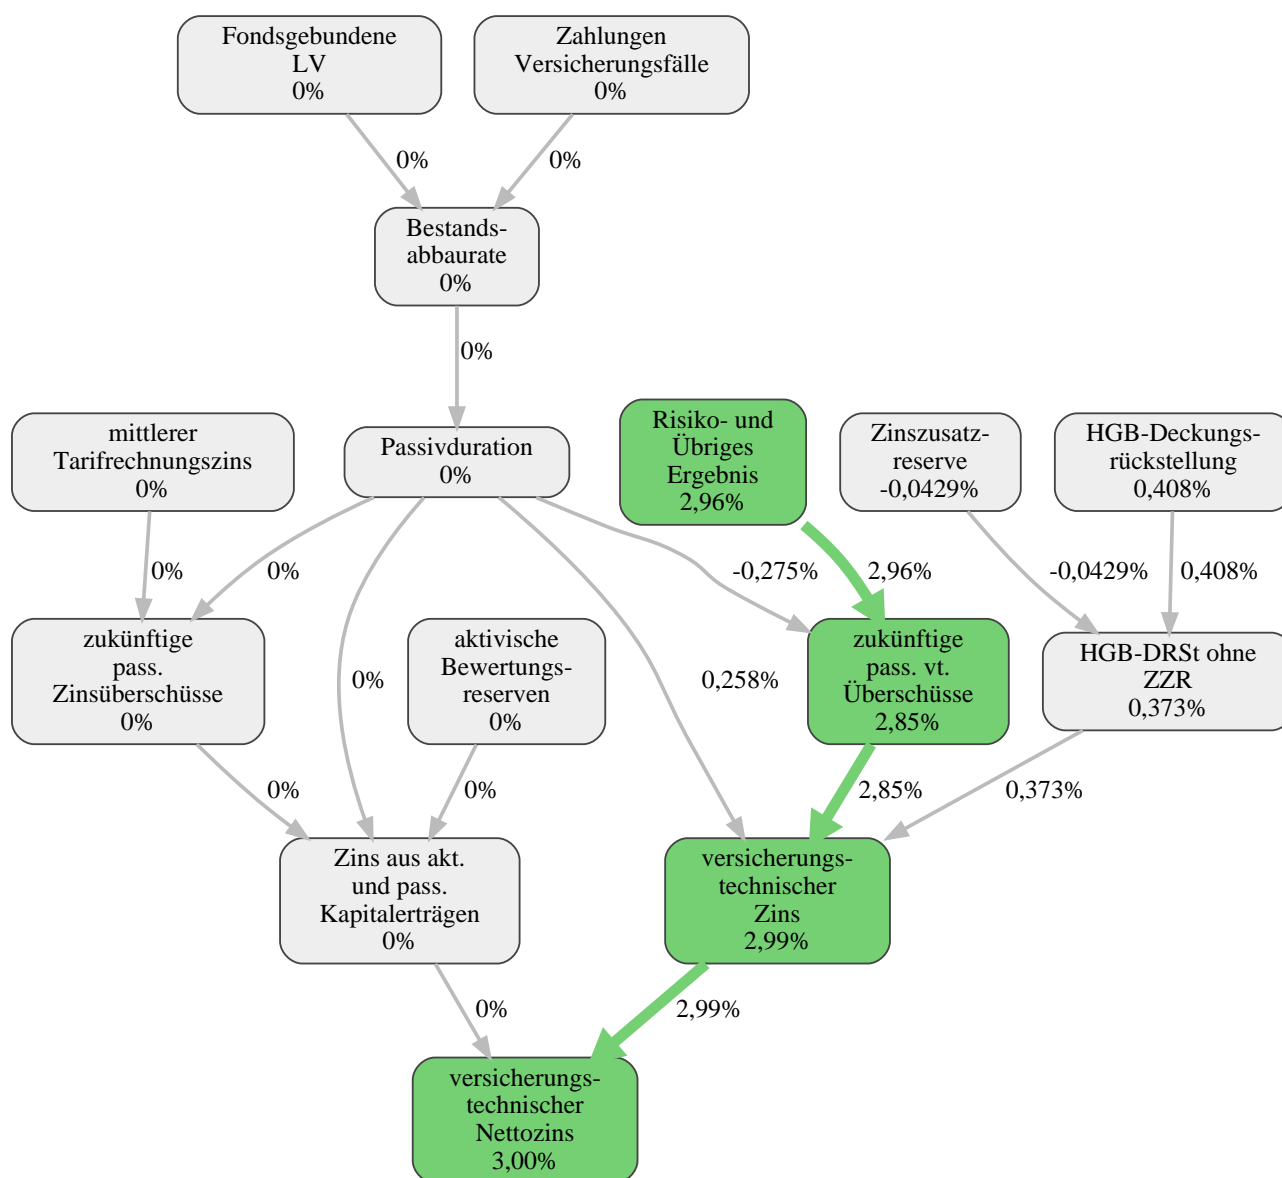 Fondsgebundene
LV
0%
Zahlungen
Versicherungsfälle
0%
0%
0%
Bestands-
abbaurate
0%
0%
mittlerer
Tarifrechnungszins
0%
Passivduration
0%
Risiko- und
Übriges
Ergebnis
2,96%
Zinszusatz-
reserve
-0,0429%
HGB-Deckungs-
rückstellung
0,408%
0%
0%
-0,275%
2,96%
-0,0429%
0,408%
zukünftige
pass.
Zinsüberschüsse
0%
0%
aktivische
Bewertungs-
reserven
0%
0,258%
zukünftige
pass. vt.
Überschüsse
2,85%
HGB-DRSt ohne
ZZR
0,373%
0%
0%
2,85%
0,373%
Zins aus akt.
und pass.
Kapitalerträgen
0%
versicherungs-
technischer
Zins
2,99%
0%
2,99%
versicherungs-
technischer
Nettozins
3,00%